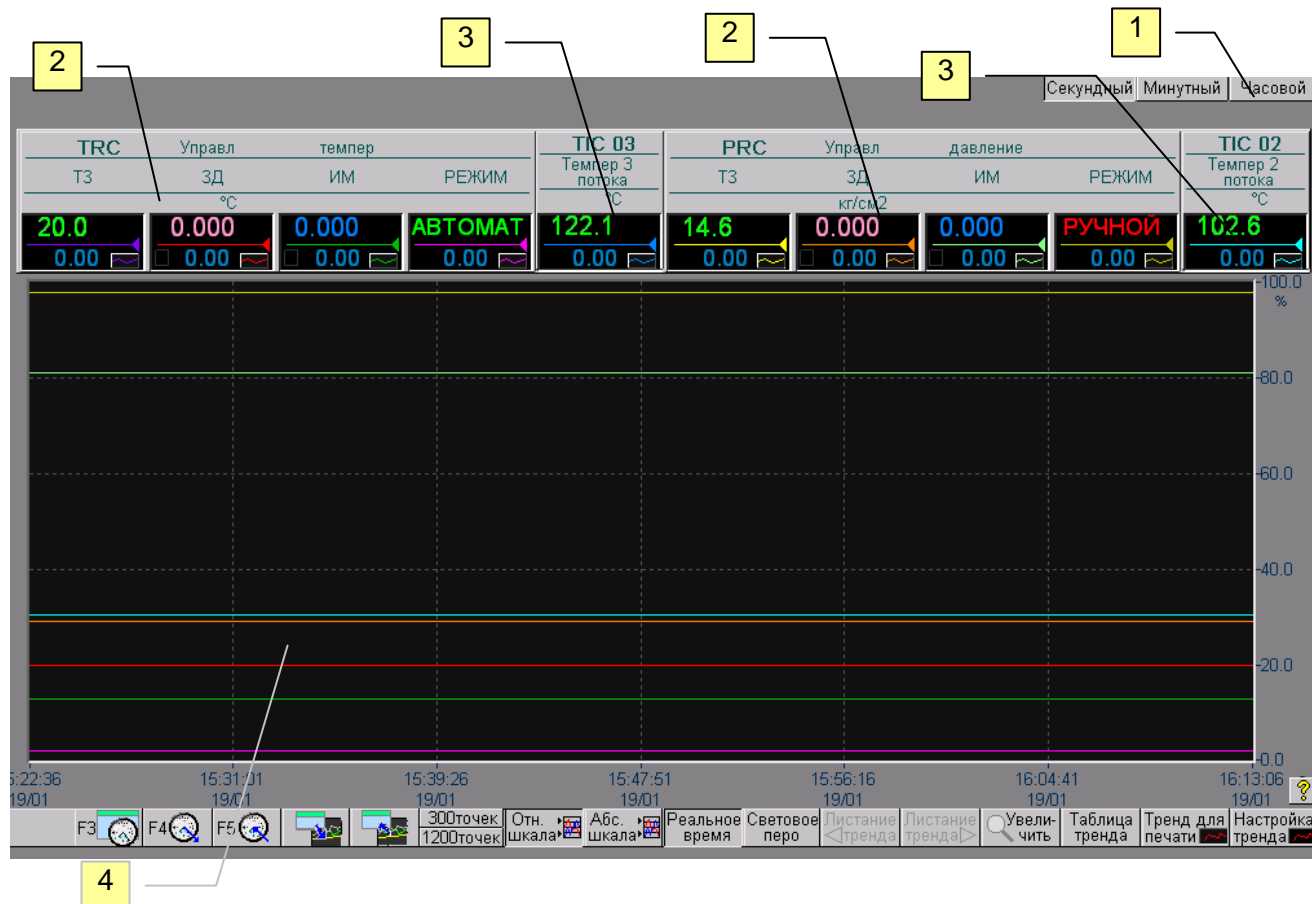 2
3
2
3
1
Секундный Минутный Часовой
TRC Управл темпер
ТЗ ЗД ИМ РЕЖИМ
°C
20.0 0.000 0.000 АВТОМАТ
0.00 0.00 0.00 0.00
TIC 03
Темпер 3
потока
°C
122.1
0.00
PRC Управл давление
ТЗ ЗД ИМ РЕЖИМ
кг/см2
14.6 0.000 0.000 РУЧНОЙ
0.00 0.00 0.00 0.00
TIC 02
Темпер 2
потока
°C
102.6
0.00
100.0
%
80.0
60.0
40.0
20.0
0.0
5:22:36 15:31:01 15:39:26 15:47:51 15:56:16 16:04:41 16:13:06
19/01 19/01 19/01 19/01 19/01 19/01 19/01
?
F3
F4
F5
300точек
1200точек
Отн.
шкала
Абс.
шкала
Реальное
время
Световое
перо
Листание
тренда
Листание
тренда
Увели-
чить
Таблица
тренда
Тренд для
печати
Настройка
тренда
4